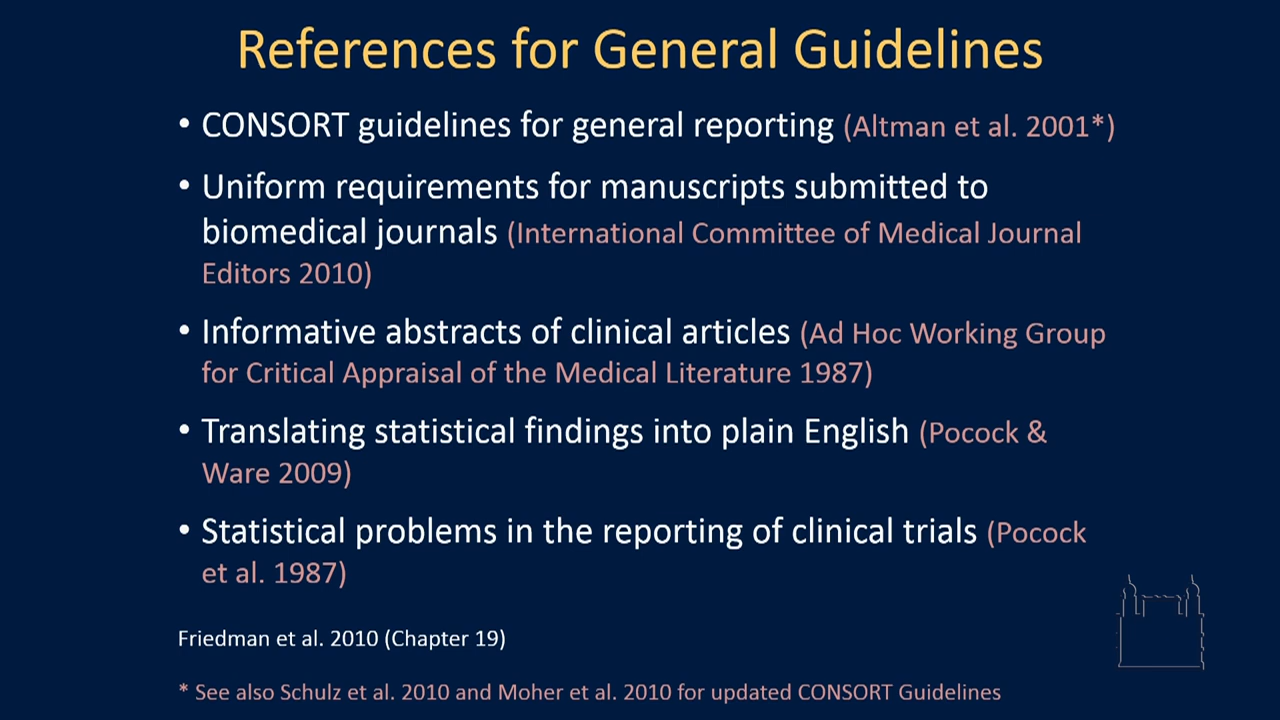 References for General Guidelines
• CONSORT guidelines for general reporting (Altman et al. 2001*)
• Uniform requirements for manuscripts submitted to
biomedical journals (International Committee of Medical Journal
Editors 2010)
• Informative abstracts of clinical articles (Ad Hoc Working Group
for Critical Appraisal of the Medical Literature 1987)
• Translating statistical findings into plain English (Pocock &
Ware 2009)
• Statistical problems in the reporting of clinical trials (Pocock
et al. 1987)
Friedman et al. 2010 (Chapter 19)
* See also Schulz et al. 2010 and Moher et al. 2010 for updated CONSORT Guidelines